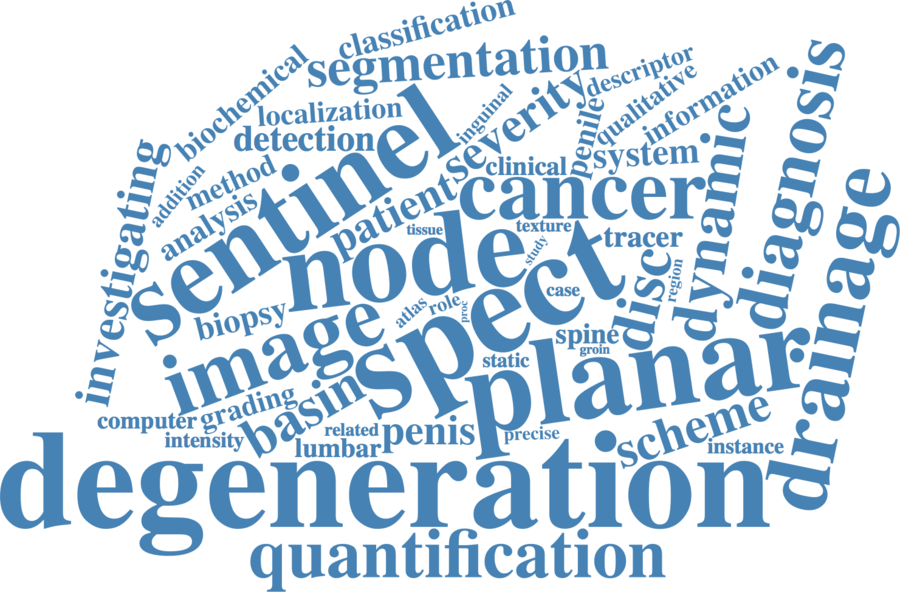 classification
segmentation
biochemical
localization
detection
inguinal
severity
descriptor
penile
qualitative
information
diagnosis
investigating
addition
method
analysis
sentinel
patient
clinical
system
cancer
dynamic
drainage
tissue
node
texture
study
tracer
region
disc
biopsy
image
atlas
role
proc
spect
case
spine
groin
static
planar
computer
grading
intensity
basin
related
lumbar
penis
precise
scheme
instance
degeneration
quantification